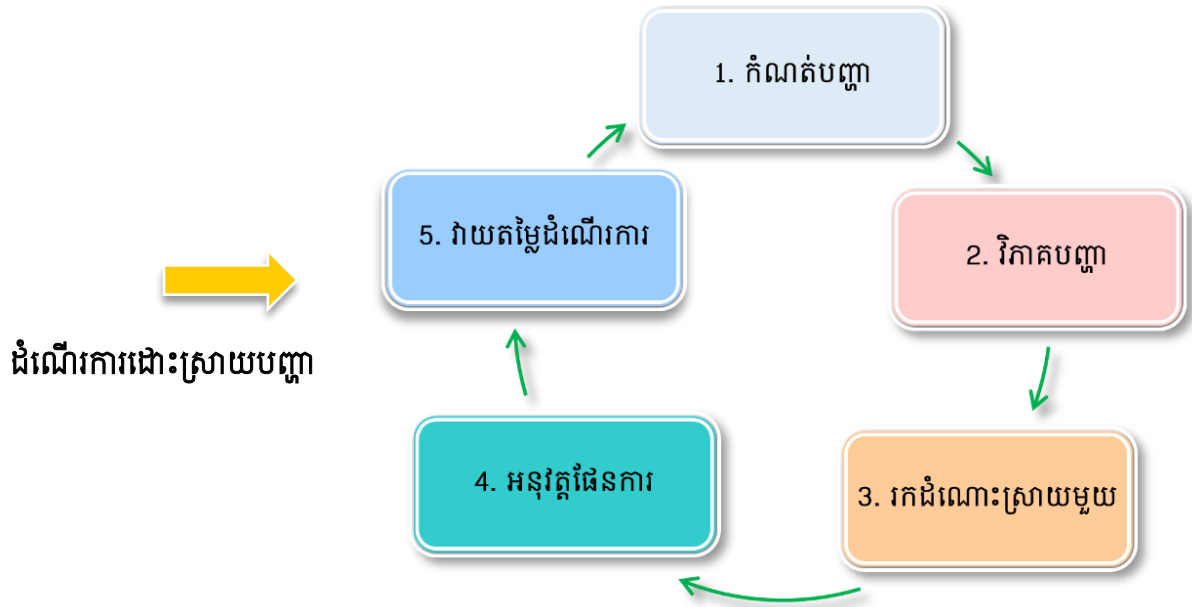 1. កំណត់បញ្ហា
2. វិភាគបញ្ហា
3. រកដំណោះស្រាយមួយ
4. អនុវត្តផែនការ
5. វាយតម្លៃដំណើរការ
ដំណើរការដោះស្រាយបញ្ហា